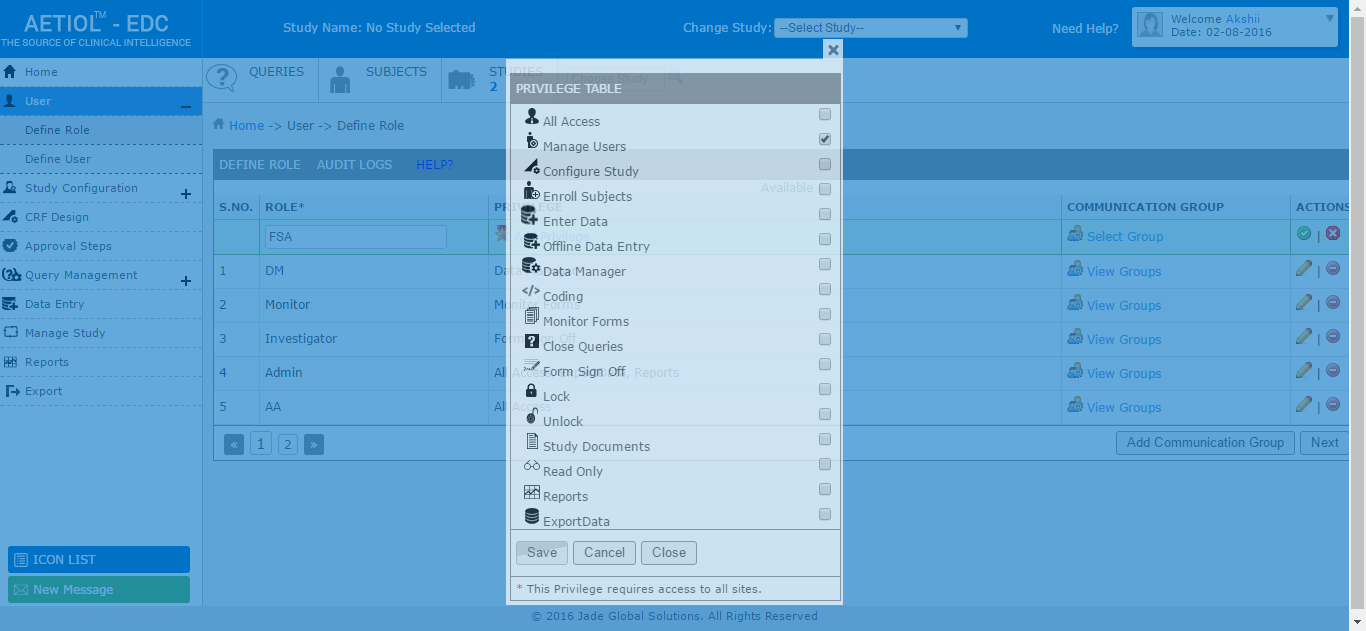 AETIOL™ - EDC
THE SOURCE OF CLINICAL INTELLIGENCE
Study Name: No Study Selected
Change Study: --Select Study--
Need Help?
Welcome Akshii
Date: 02-08-2016
Home
User
Define Role
Define User
Study Configuration
CRF Design
Approval Steps
Query Management
Data Entry
Manage Study
Reports
Export
ICON LIST
New Message
QUERIES
SUBJECTS
STUDIES
2
Choose Study
Home -> User -> Define Role
DEFINE ROLE AUDIT LOGS HELP?
Available
S.NO. ROLE* PRIVILEGE COMMUNICATION GROUP ACTIONS
FSA Select Group |
1 DM Data View Groups |
2 Monitor Monitor Forms View Groups |
3 Investigator Form Sign Off View Groups |
4 Admin All Access, ExportData, Reports View Groups |
5 AA All Access View Groups |
« 1 2 »
Add Communication Group Next
PRIVILEGE TABLE
All Access
Manage Users
Configure Study
Enroll Subjects
Enter Data
Offline Data Entry
Data Manager
Coding
Monitor Forms
Close Queries
Form Sign Off
Lock
Unlock
Study Documents
Read Only
Reports
ExportData
Save Cancel Close
* This Privilege requires access to all sites.
© 2016 Jade Global Solutions. All Rights Reserved